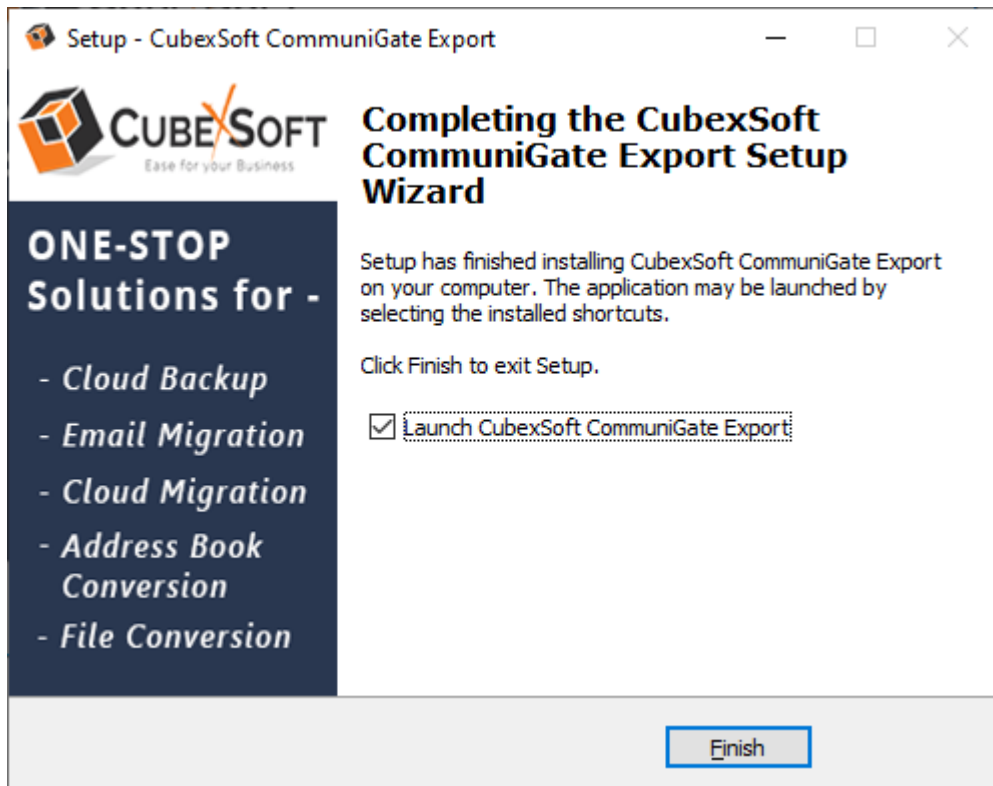 Setup - CubexSoft CommuniGate Export
CUBEXSOFT
Ease for your Business
ONE-STOP
Solutions for -
- Cloud Backup
- Email Migration
- Cloud Migration
- Address Book
Conversion
- File Conversion
Completing the CubexSoft
CommuniGate Export Setup
Wizard
Setup has finished installing CubexSoft CommuniGate Export
on your computer. The application may be launched by
selecting the installed shortcuts.
Click Finish to exit Setup.
Launch CubexSoft CommuniGate Export
Finish